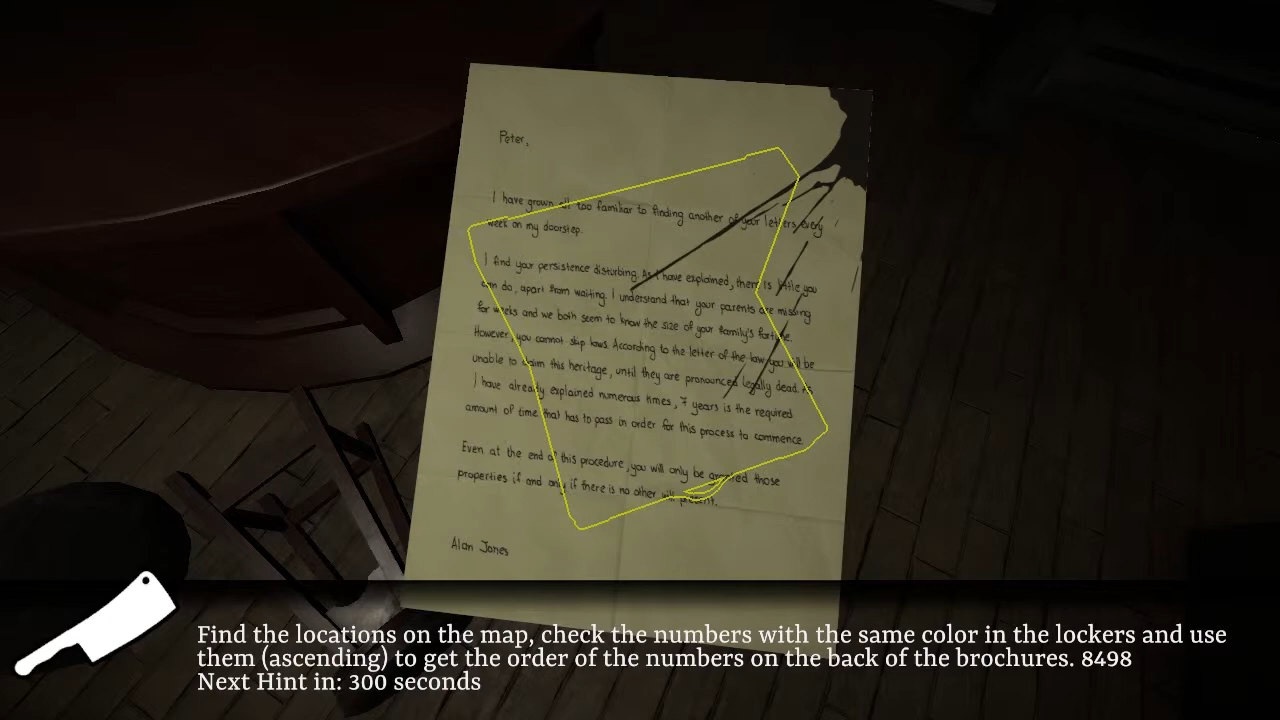 Peter,
I have grown all too familiar to finding another of your letters every
week on my doorstep.
I find your persistence disturbing. As I have explained, there is little you
can do, apart from waiting. I understand that your parents are missing
for weeks and we both seem to know the size of your family's fortune.
However, you cannot skip laws. According to the letter of the law, you will be
unable to claim this heritage, until they are pronounced legally dead. As
I have already explained numerous times, 7 years is the required
amount of time that has to pass in order for this process to commence.
Even at the end of this procedure, you will only be granted those
properties if and only if there is no other will present.
Alan Jones
Find the locations on the map, check the numbers with the same color in the lockers and use
them (ascending) to get the order of the numbers on the back of the brochures. 8498
Next Hint in: 300 seconds